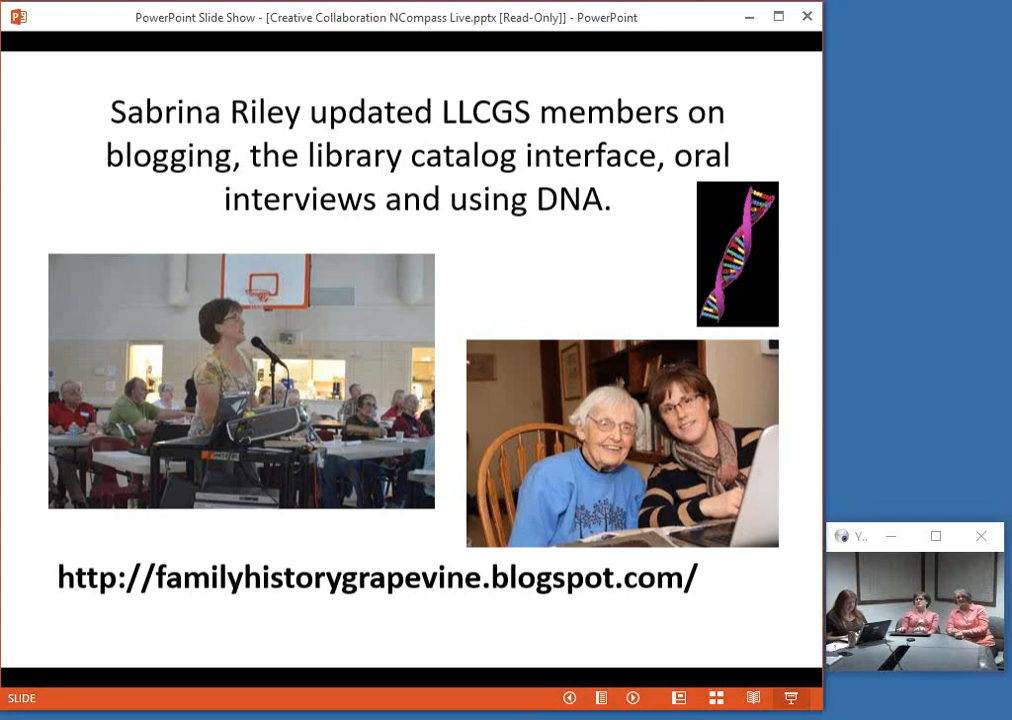 PowerPoint Slide Show - [Creative Collaboration NCompass Live.pptx [Read-Only]] - PowerPoint
Sabrina Riley updated LLCGS members on
blogging, the library catalog interface, oral
interviews and using DNA.
http://familyhistorygrapevine.blogspot.com/
Y..
SLIDE